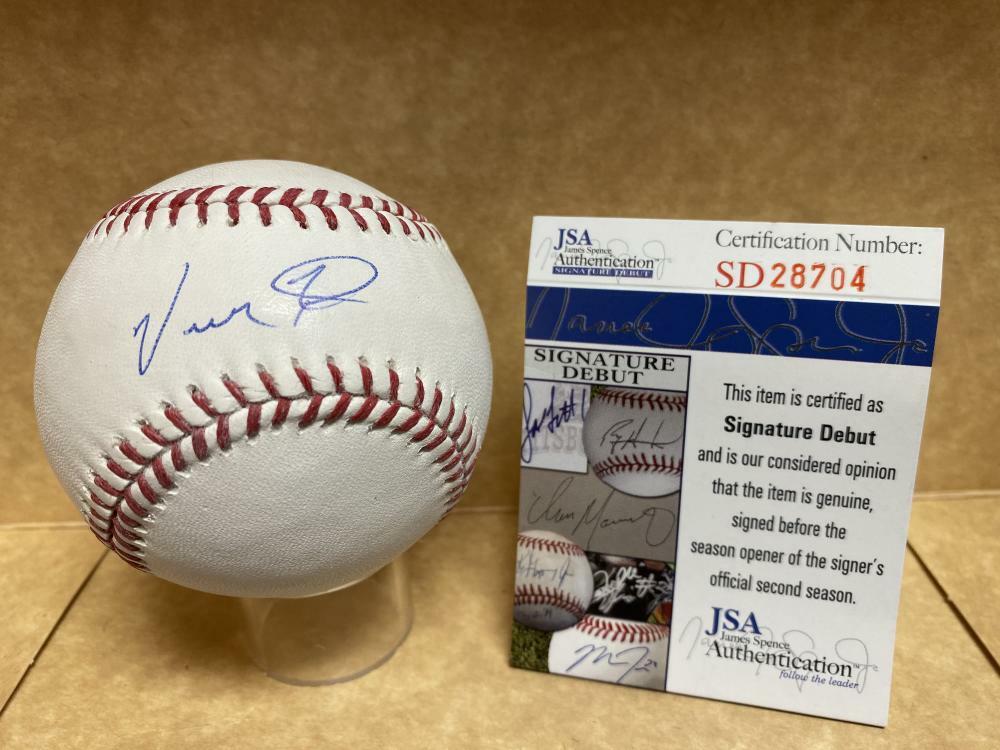 JSA
James Spence
Authentication
SIGNATURE DEBUT
Certification Number:
SD28704
SIGNATURE
DEBUT
This item is certified as
Signature Debut
and is our considered opinion
that the item is genuine,
signed before the
season opener of the signer's
official second season.
JSA
James Spence
Authentication™
follow the leader